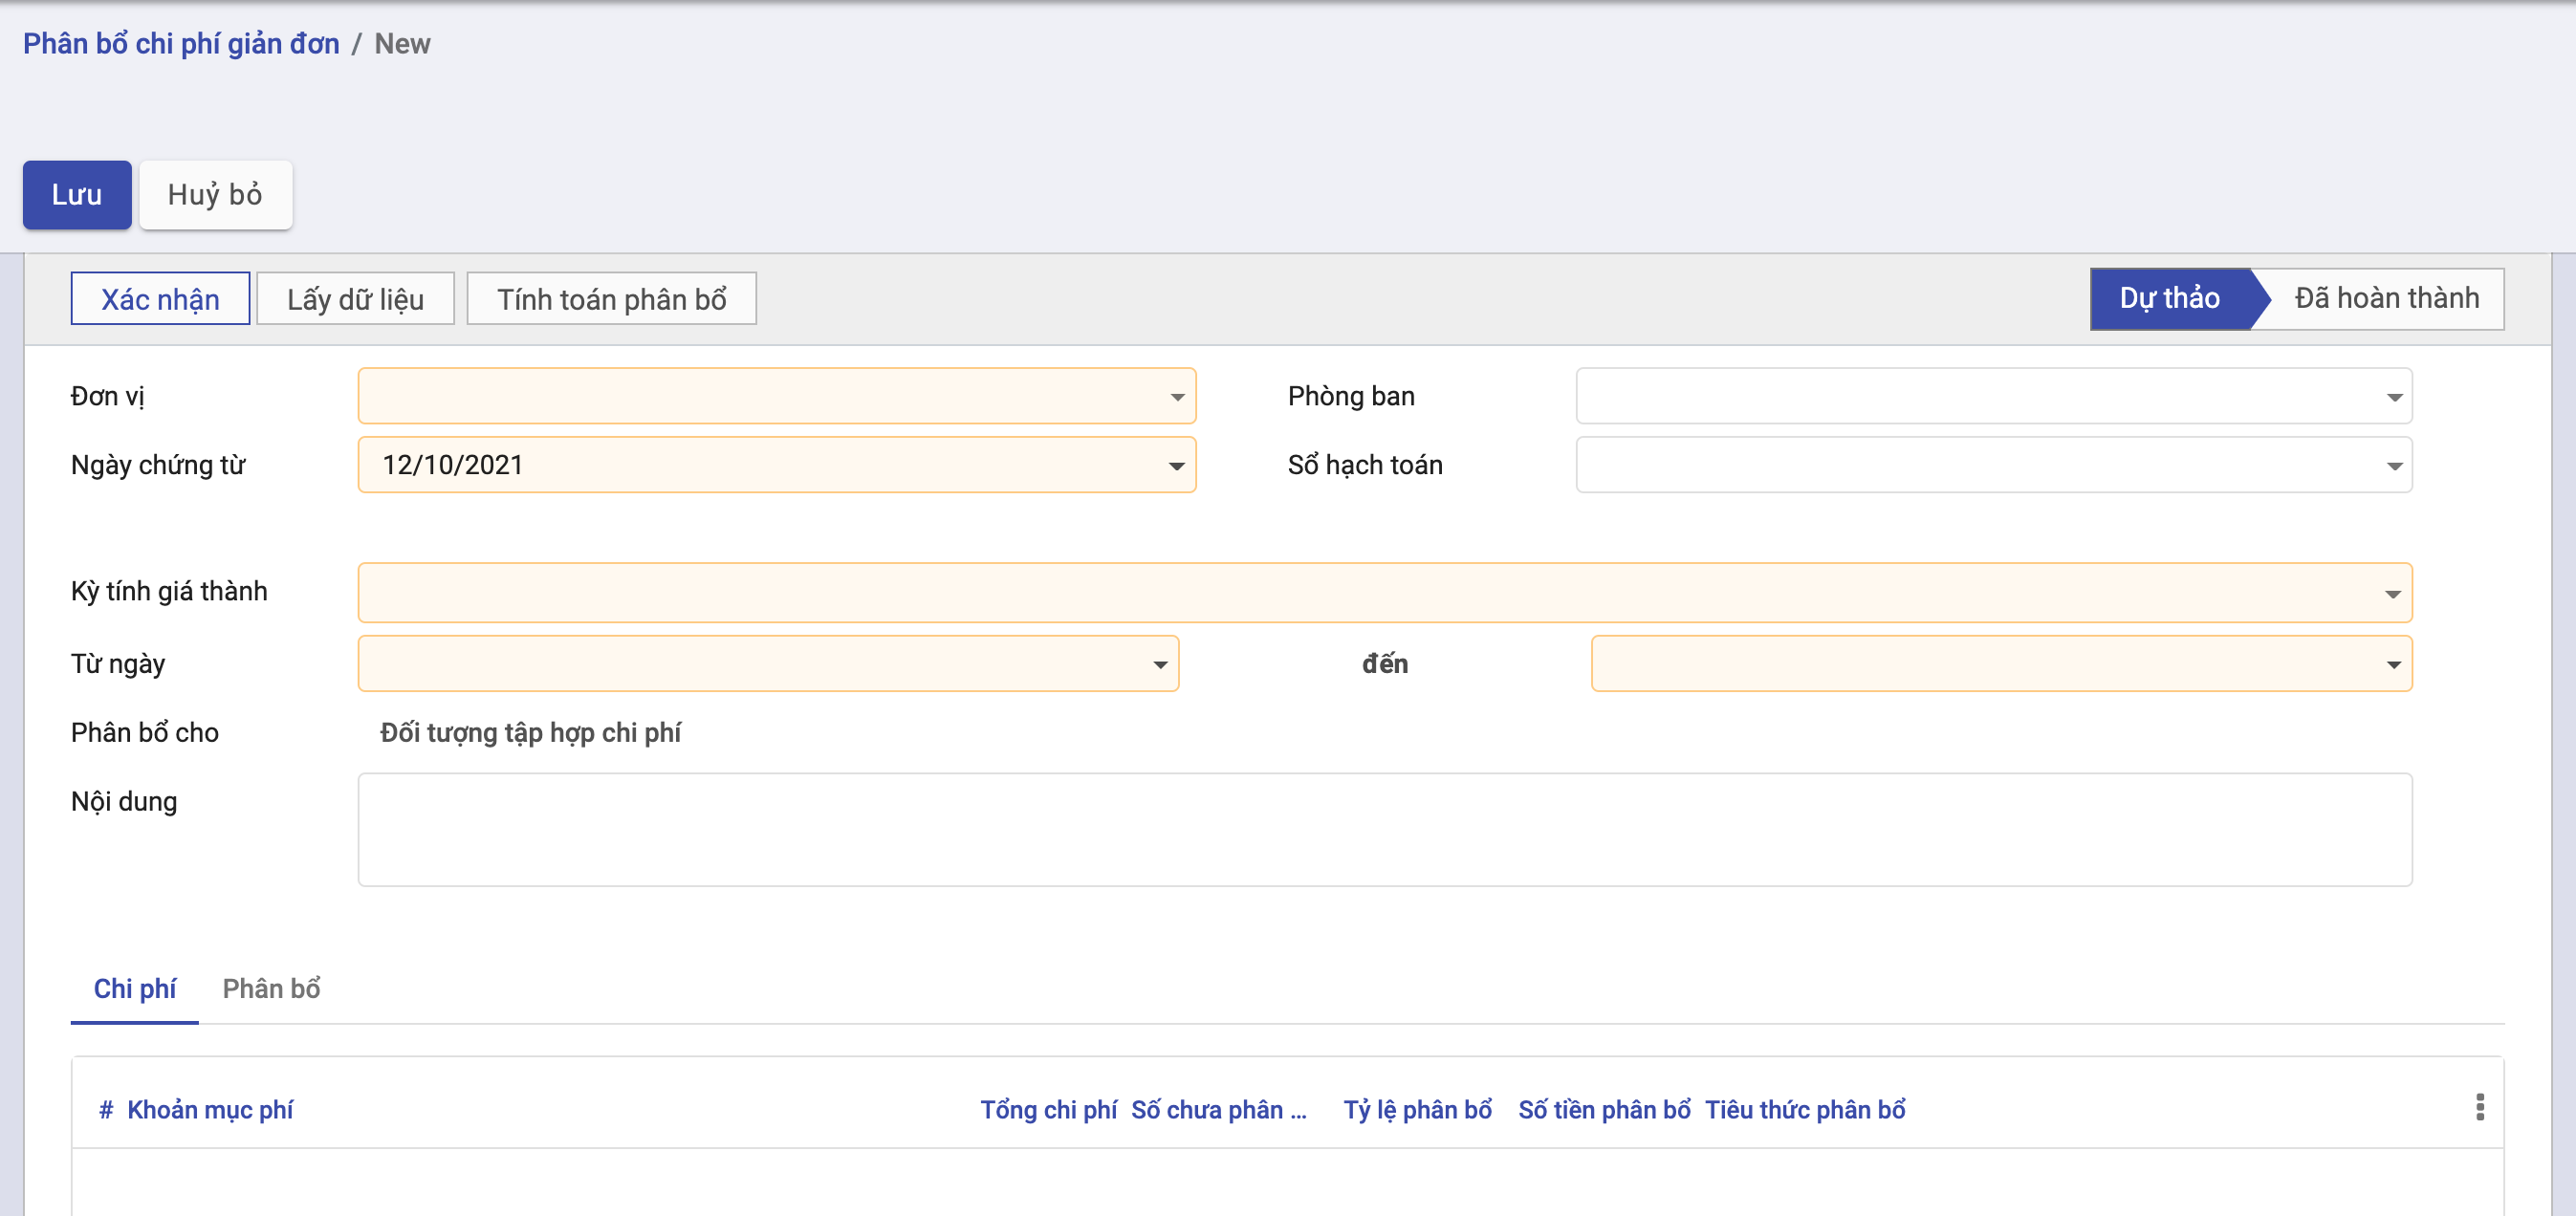 Phân bổ chi phí giản đơn / New
Lưu Huỷ bỏ
Xác nhận Lấy dữ liệu Tính toán phân bổ Dự thảo Đã hoàn thành
Đơn vị Phòng ban
Ngày chứng từ 12/10/2021 Sổ hạch toán
Kỳ tính giá thành
Từ ngày đến
Phân bổ cho Đối tượng tập hợp chi phí
Nội dung
Chi phí Phân bổ
# Khoản mục phí Tổng chi phí Số chưa phân ... Tỷ lệ phân bổ Số tiền phân bổ Tiêu thức phân bổ